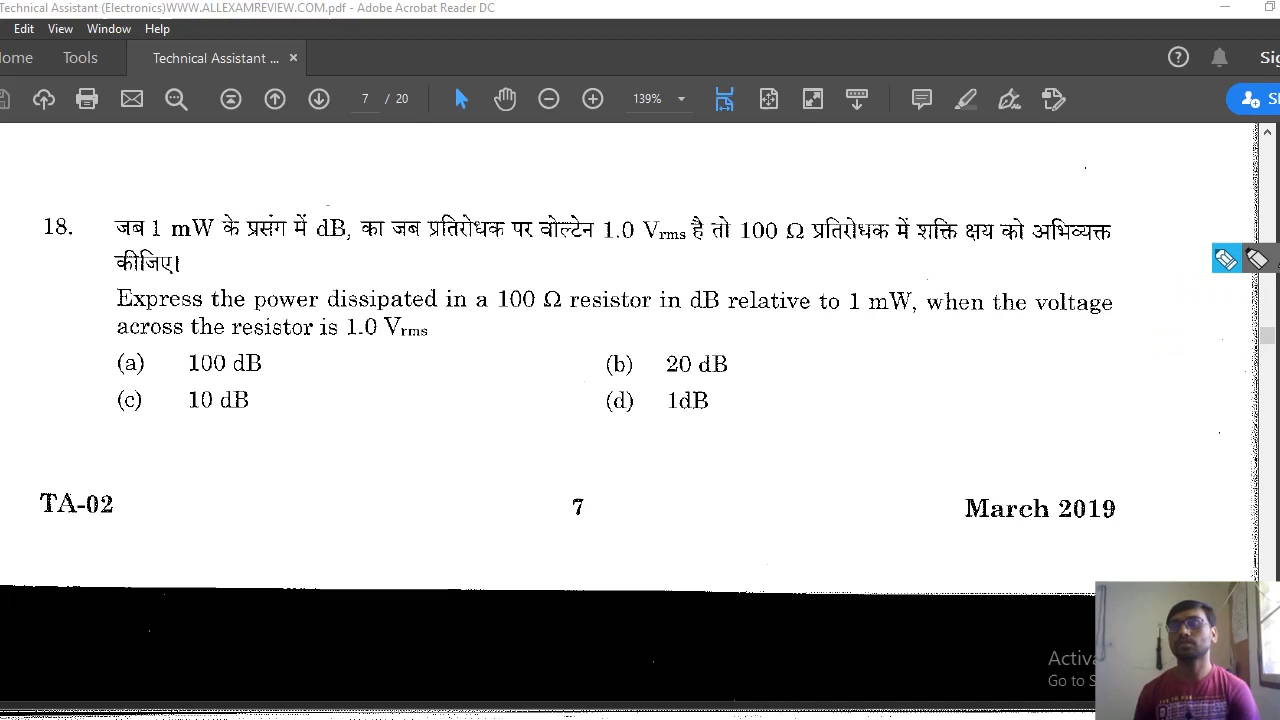 Technical Assistant (Electronics)WWW.ALLEXAMREVIEW.COM.pdf - Adobe Acrobat Reader DC
Edit View Window Help
Home Tools Technical Assistant ... ×
7 / 20 139%
18. जब 1 mW के प्रसंग में dB, का जब प्रतिरोधक पर वोल्टेन 1.0 Vrms है तो 100 Ω प्रतिरोधक में शक्ति क्षय को अभिव्यक्त
कीजिए।
Express the power dissipated in a 100 Ω resistor in dB relative to 1 mW, when the voltage
across the resistor is 1.0 Vrms
(a) 100 dB (b) 20 dB
(c) 10 dB (d) 1dB
TA-02 7 March 2019
Activa
Go to S